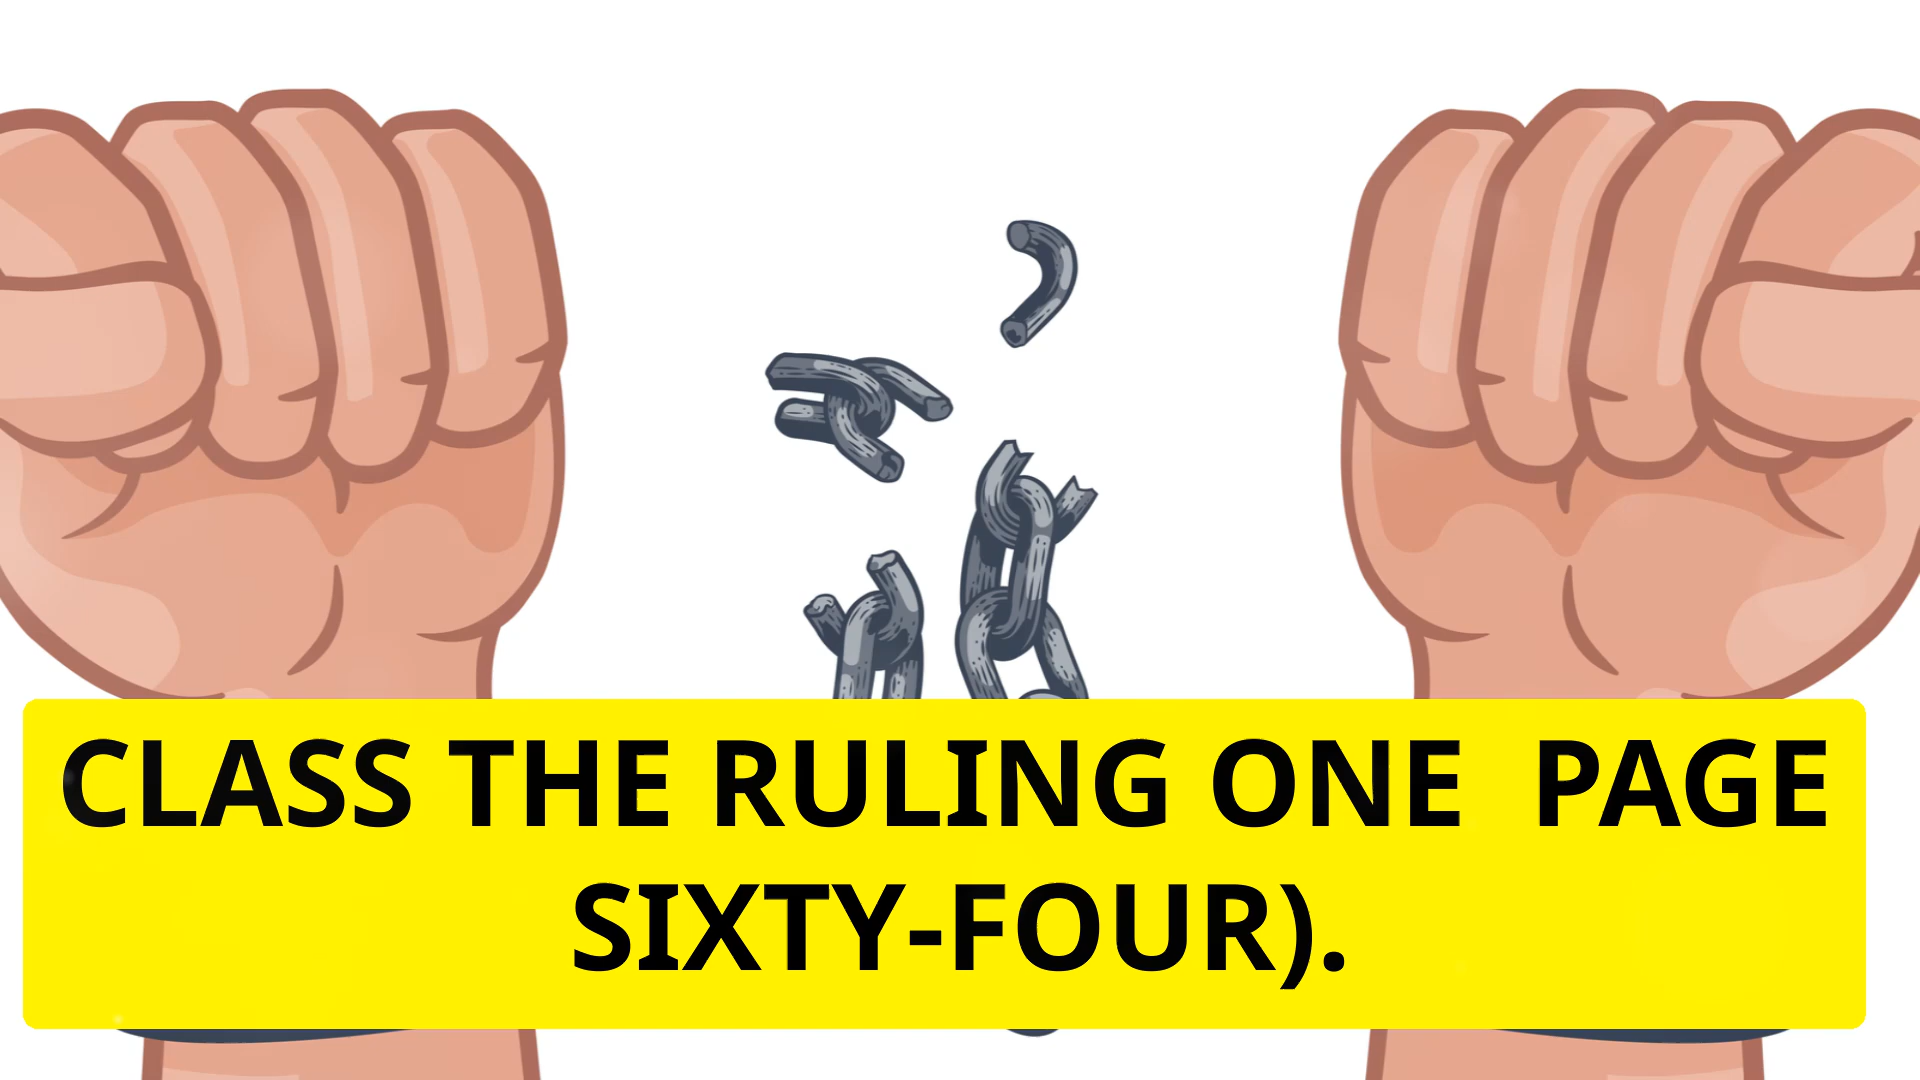 CLASS THE RULING ONE PAGE
SIXTY-FOUR).